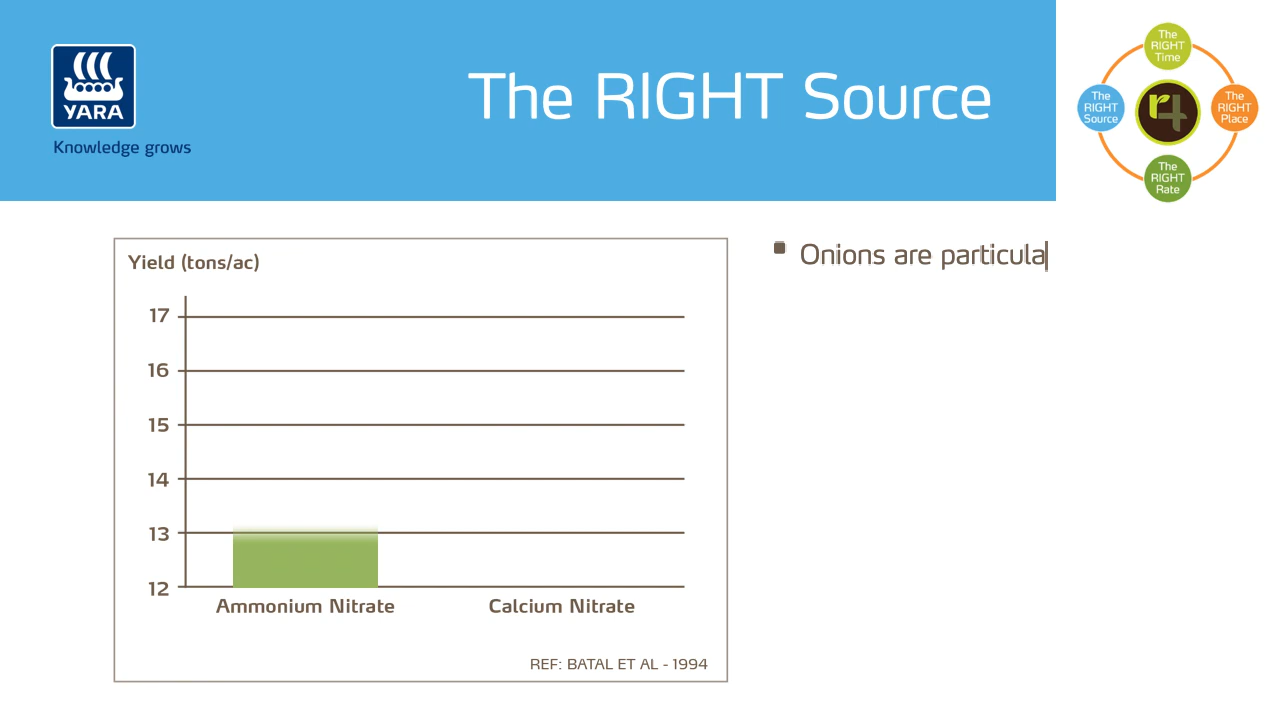 YARA
Knowledge grows
The RIGHT Source
The
RIGHT
Time
The
RIGHT
Source
r4
The
RIGHT
Place
The
RIGHT
Rate
Yield (tons/ac)
17
16
15
14
13
12
Ammonium Nitrate
Calcium Nitrate
REF: BATAL ET AL - 1994
Onions are particula